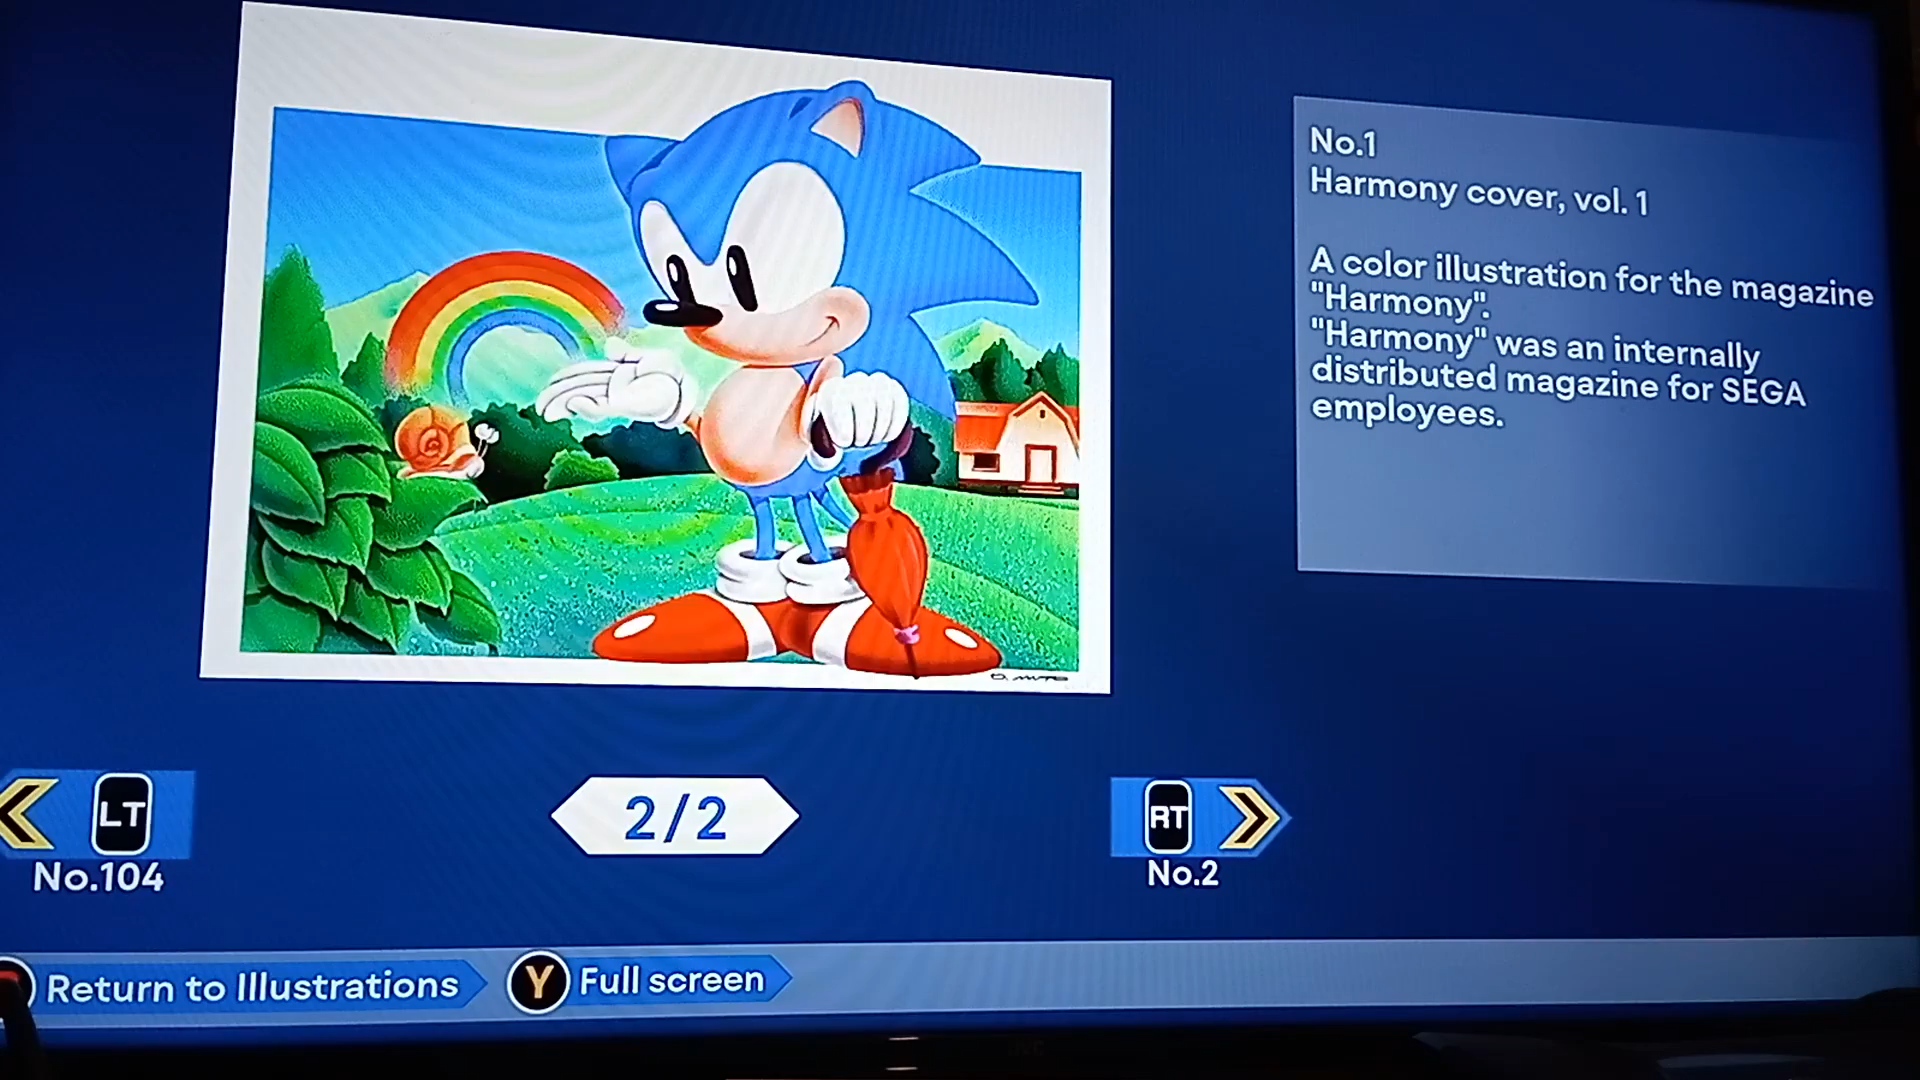 No.1
Harmony cover, vol. 1
A color illustration for the magazine
"Harmony".
"Harmony" was an internally
distributed magazine for SEGA
employees.
LT
No.104
2/2
RT
No.2
Return to Illustrations
Y Full screen
JVC